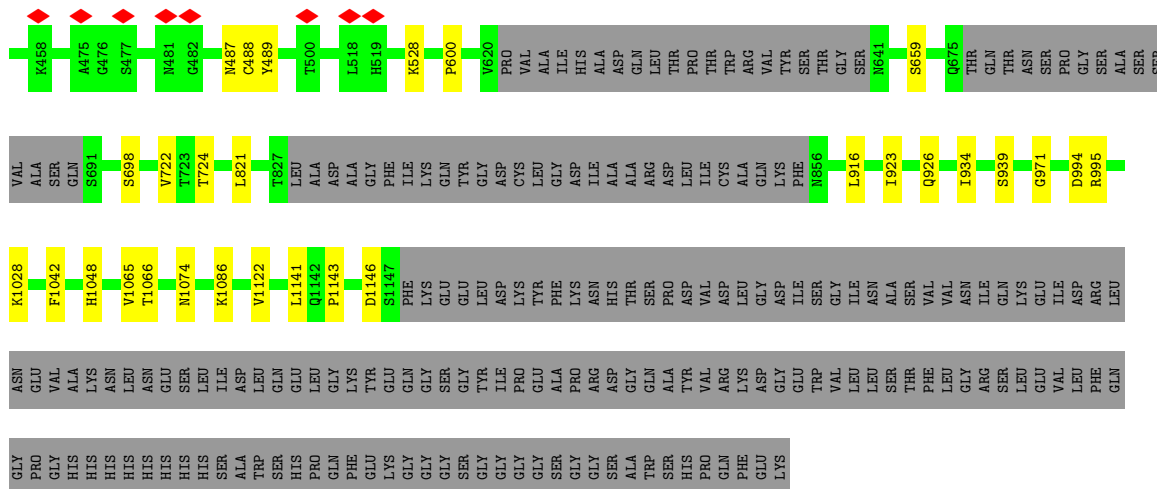 K458 A475 G476 S477 N481 G482 N487 C488 Y489 T500 L518 H519 K528 P600 V620 PRO VAL ALA ILE HIS ALA ASP GLN LEU THR PRO THR TRP ARG VAL TYR SER THR GLY SER N641 S659 Q675 THR GLN THR ASN SER PRO GLY SER ALA SER SER
VAL ALA SER GLN S691 S698 V722 T723 T724 L821 T827 LEU ALA ASP ALA GLY PHE ILE LYS GLN TYR GLY ASP CYS LEU GLY ASP ILE ALA ALA ARG ASP LEU ILE CYS ALA GLN LYS PHE N856 L916 I923 Q926 I934 S939 G971 D994 R995
K1028 F1042 H1048 V1065 T1066 N1074 K1086 V1122 L1141 Q1142 P1143 D1146 S1147 PHE LYS GLU GLU LEU ASP LYS TYR PHE LYS ASN HIS THR SER PRO ASP VAL ASP LEU GLY ASP ILE SER GLY ILE ASN ALA SER VAL VAL ASN ILE GLN LYS GLU ILE ASP ARG LEU
ASN GLU VAL ALA LYS ASN LEU ASN GLU SER LEU ILE ASP LEU GLN GLU LEU GLY LYS TYR GLU GLN GLY SER GLY TYR ILE PRO GLU ALA PRO ARG ASP GLY GLN ALA TYR VAL ARG LYS ASP GLY GLU TRP VAL LEU LEU SER THR PHE LEU GLY ARG SER LEU GLU VAL LEU PHE GLN
GLY PRO GLY HIS HIS HIS HIS HIS HIS HIS HIS SER ALA TRP SER HIS PRO GLN PHE GLU LYS GLY GLY GLY SER GLY GLY GLY GLY SER GLY GLY SER ALA TRP SER HIS PRO GLN PHE GLU LYS